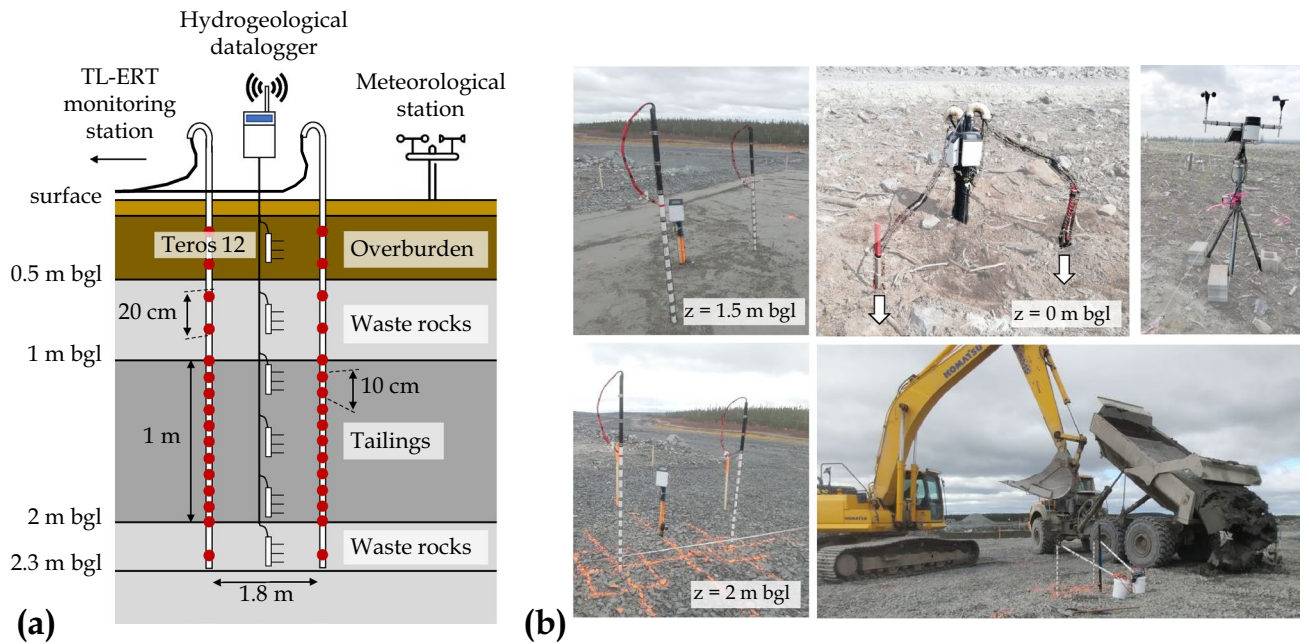 Hydrogeological
datalogger
TL-ERT
monitoring
station
Meteorological
station
surface
Teros 12
Overburden
0.5 m bgl
20 cm
Waste rocks
1 m bgl
10 cm
1 m
Tailings
2 m bgl
Waste rocks
2.3 m bgl
1.8 m
(a)
z = 1.5 m bgl
z = 0 m bgl
z = 2 m bgl
KOMATSU
KOMATSU
(b)